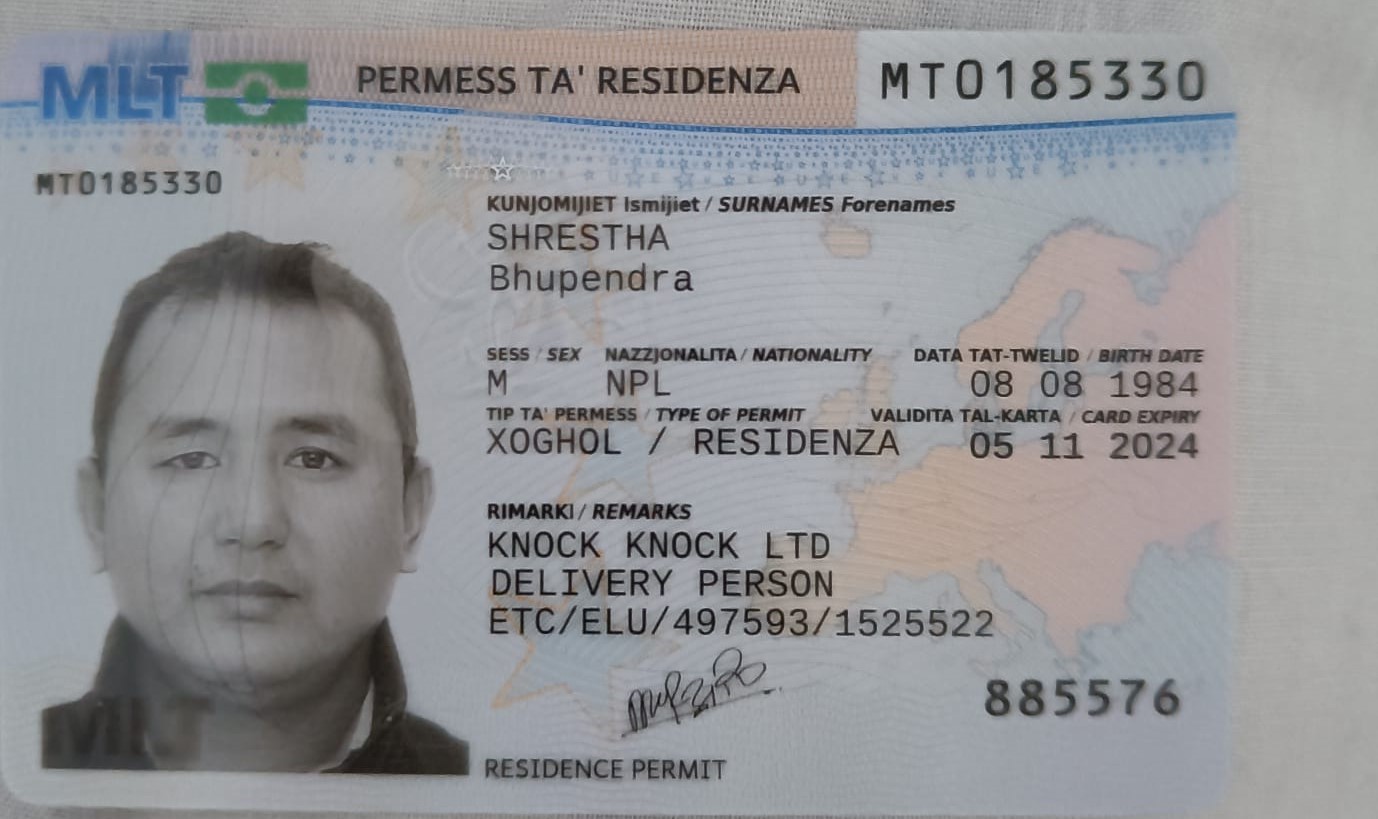 MLT PERMESS TA' RESIDENZA MT0185330
MT0185330
KUNJOMIJIET Ismijiet / SURNAMES Forenames
SHRESTHA
Bhupendra
SESS / SEX NAZZJONALITA / NATIONALITY DATA TAT-TWELID / BIRTH DATE
M NPL 08 08 1984
TIP TA' PERMESS / TYPE OF PERMIT VALIDITA TAL-KARTA / CARD EXPIRY
XOGHOL / RESIDENZA 05 11 2024
RIMARKI / REMARKS
KNOCK KNOCK LTD
DELIVERY PERSON
ETC/ELU/497593/1525522
885576
MLT
RESIDENCE PERMIT